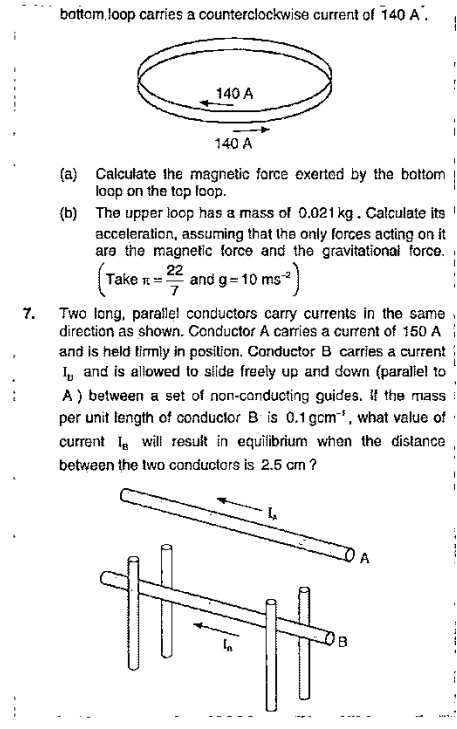 bottom loop carries a counterclockwise current of 140 A.
140 A
140 A
(a) Calculate the magnetic force exerted by the bottom
loop on the top loop.
(b) The upper loop has a mass of 0.021 kg. Calculate its
acceleration, assuming that the only forces acting on it
are the magnetic force and the gravitational force.
(Take π = 22/7 and g = 10 ms⁻²)
7. Two long, parallel conductors carry currents in the same
direction as shown. Conductor A carries a current of 150 A
and is held firmly in position. Conductor B carries a current
I_B and is allowed to slide freely up and down (parallel to
A) between a set of non-conducting guides. If the mass
per unit length of conductor B is 0.1 gcm⁻¹, what value of
current I_B will result in equilibrium when the distance
between the two conductors is 2.5 cm?
I_A
A
I_B
B